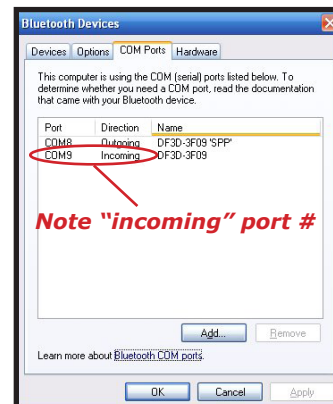 Bluetooth Devices
Devices Options COM Ports Hardware
This computer is using the COM (serial) ports listed below. To
determine whether you need a COM port, read the documentation
that came with your Bluetooth device.
Port Direction Name
COM8 Outgoing DF3D-3F09 'SPP'
COM9 Incoming DF3D-3F09
Note “incoming” port #
Add... Remove
Learn more about Bluetooth COM ports.
OK Cancel Apply